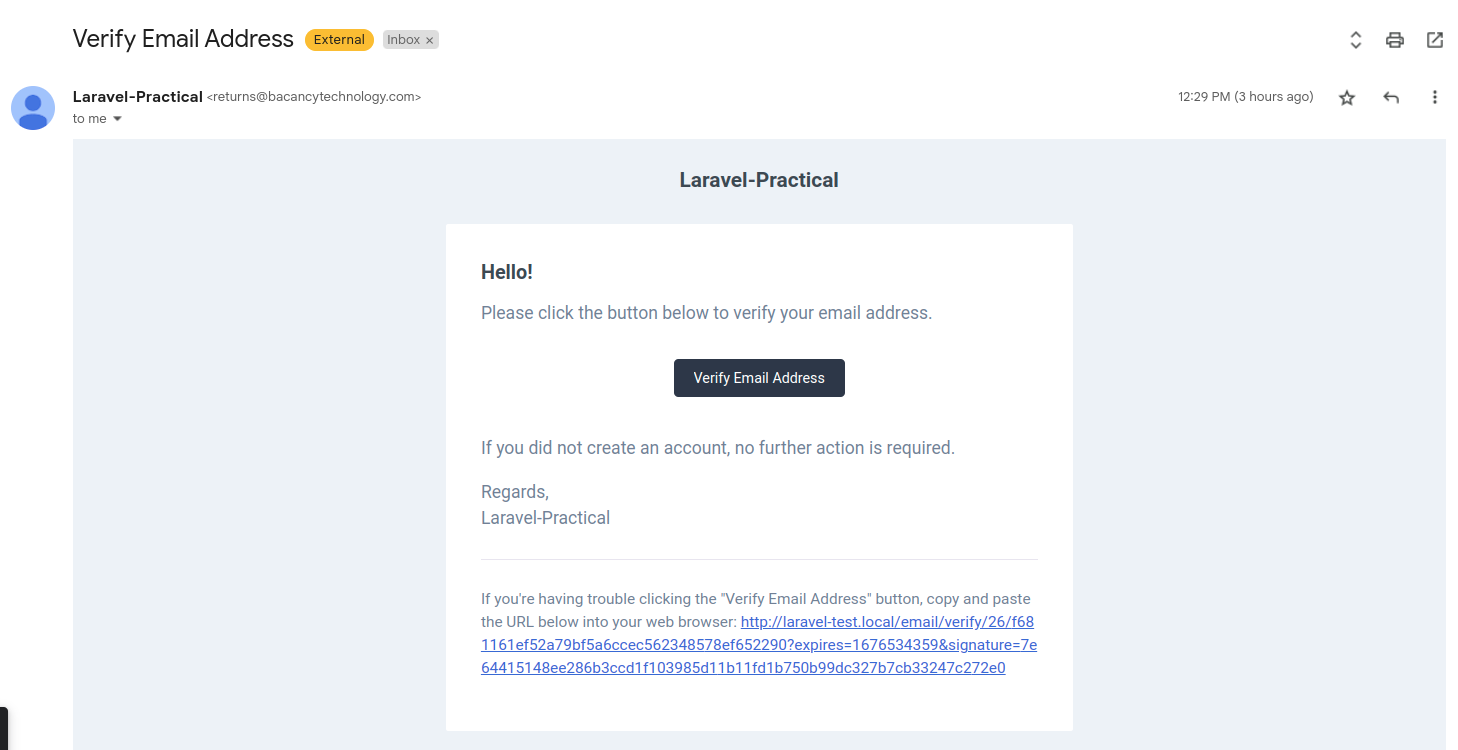 Verify Email Address External Inbox ×
Laravel-Practical <returns@bacancytechnology.com> 12:29 PM (3 hours ago)
to me
Laravel-Practical
Hello!
Please click the button below to verify your email address.
Verify Email Address
If you did not create an account, no further action is required.
Regards,
Laravel-Practical
If you're having trouble clicking the "Verify Email Address" button, copy and paste
the URL below into your web browser: http://laravel-test.local/email/verify/26/f68
1161ef52a79bf5a6ccec562348578ef652290?expires=1676534359&signature=7e
64415148ee286b3ccd1f103985d11b11fd1b750b99dc327b7cb33247c272e0